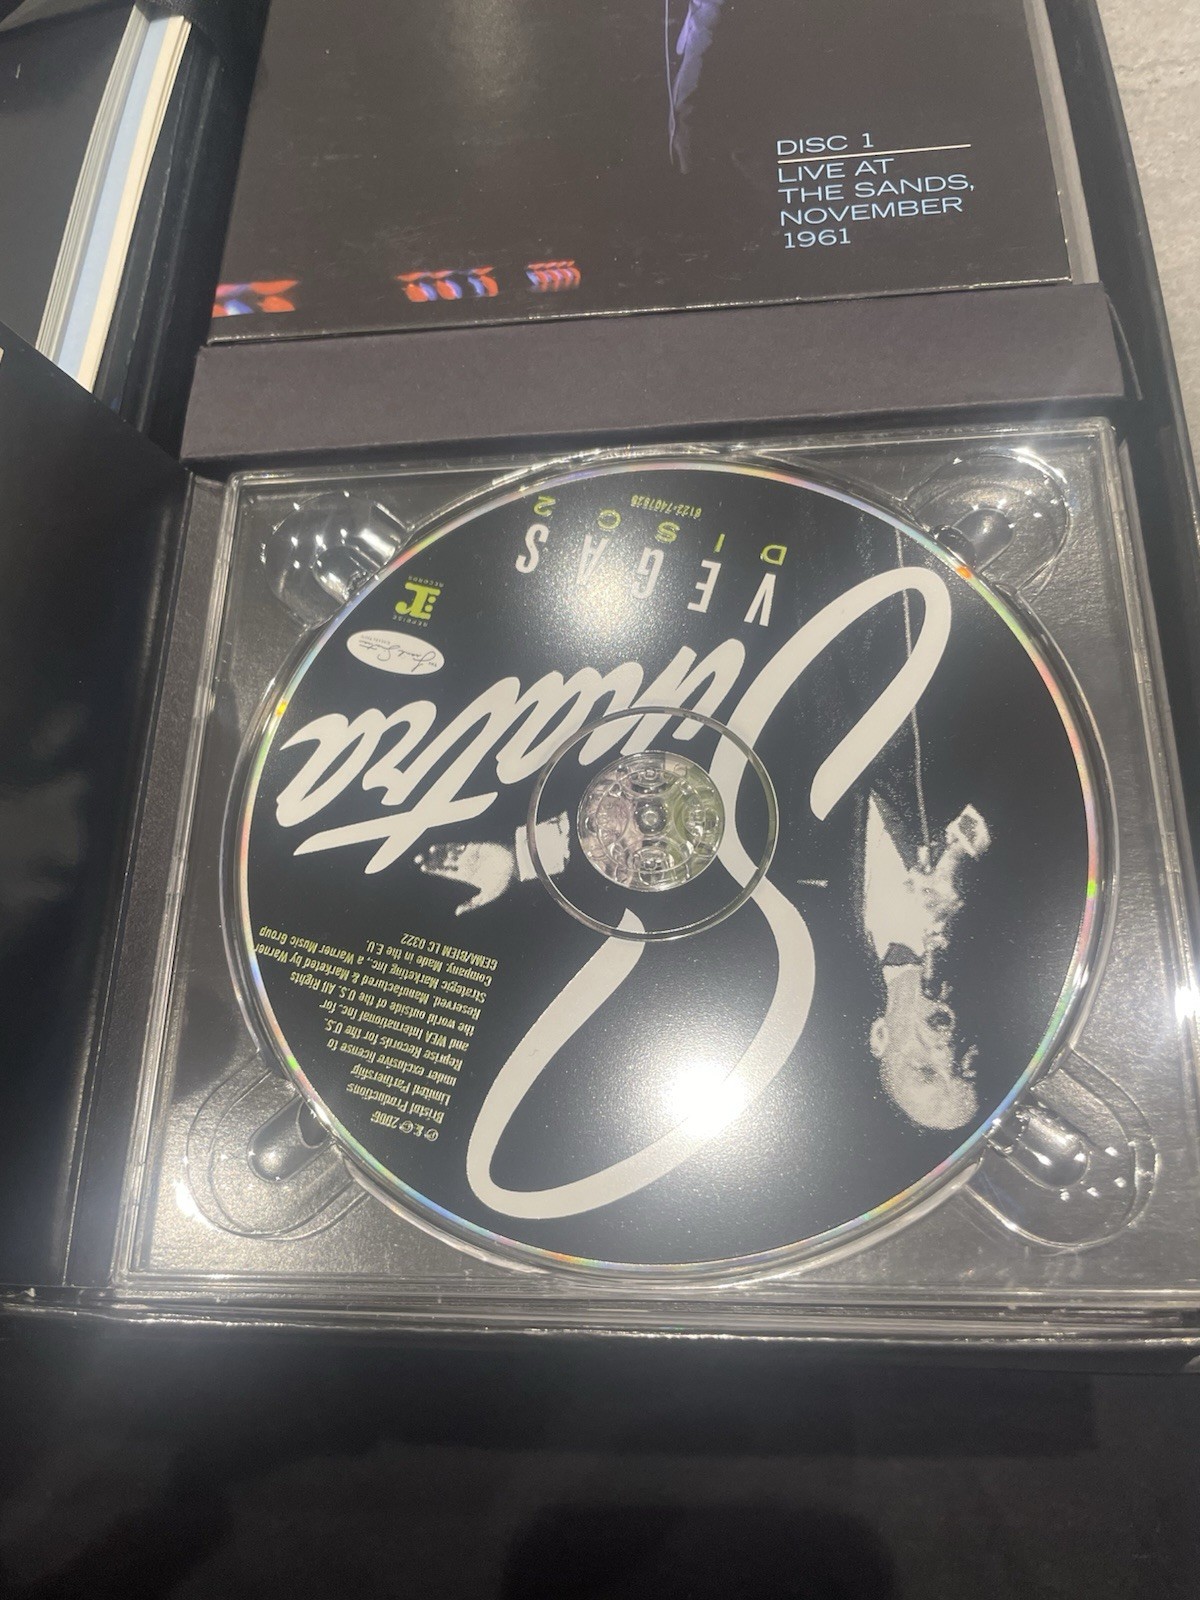 DISC 1
LIVE AT
THE SANDS,
NOVEMBER
1961
Sinatra
VEGAS
DISC 2
REPRISE
RECORDS
Frank Sinatra
℗ & © 2006
Bristol Productions
Limited Partnership
under exclusive license to
Reprise Records for the U.S.
and WEA International Inc. for
the world outside of the U.S. All Rights
Reserved. Manufactured & Marketed by Warner
Strategic Marketing Inc., a Warner Music Group
Company. Made in the E.U.
GEMA/BIEM LC 0322